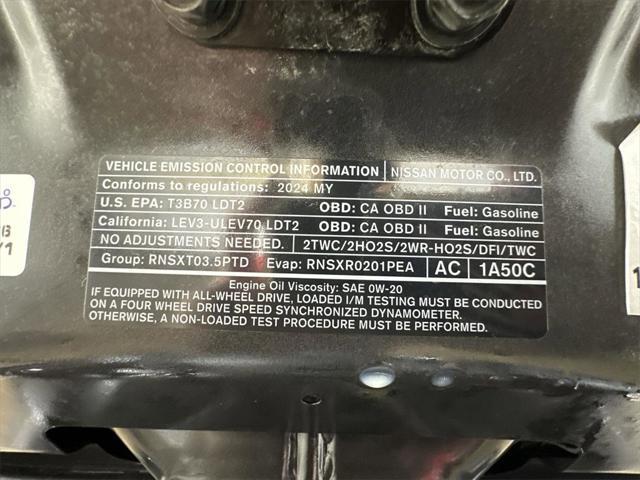 VEHICLE EMISSION CONTROL INFORMATION NISSAN MOTOR CO., LTD.
Conforms to regulations: 2024 MY
U.S. EPA: T3B70 LDT2 OBD: CA OBD II Fuel: Gasoline
California: LEV3-ULEV70 LDT2 OBD: CA OBD II Fuel: Gasoline
NO ADJUSTMENTS NEEDED. 2TWC/2HO2S/2WR-HO2S/DFI/TWC
Group: RNSXT03.5PTD Evap: RNSXR0201PEA AC 1A50C
Engine Oil Viscosity: SAE 0W-20
IF EQUIPPED WITH ALL-WHEEL DRIVE, LOADED I/M TESTING MUST BE CONDUCTED
ON A FOUR WHEEL DRIVE SPEED SYNCHRONIZED DYNAMOMETER.
OTHERWISE, A NON-LOADED TEST PROCEDURE MUST BE PERFORMED.